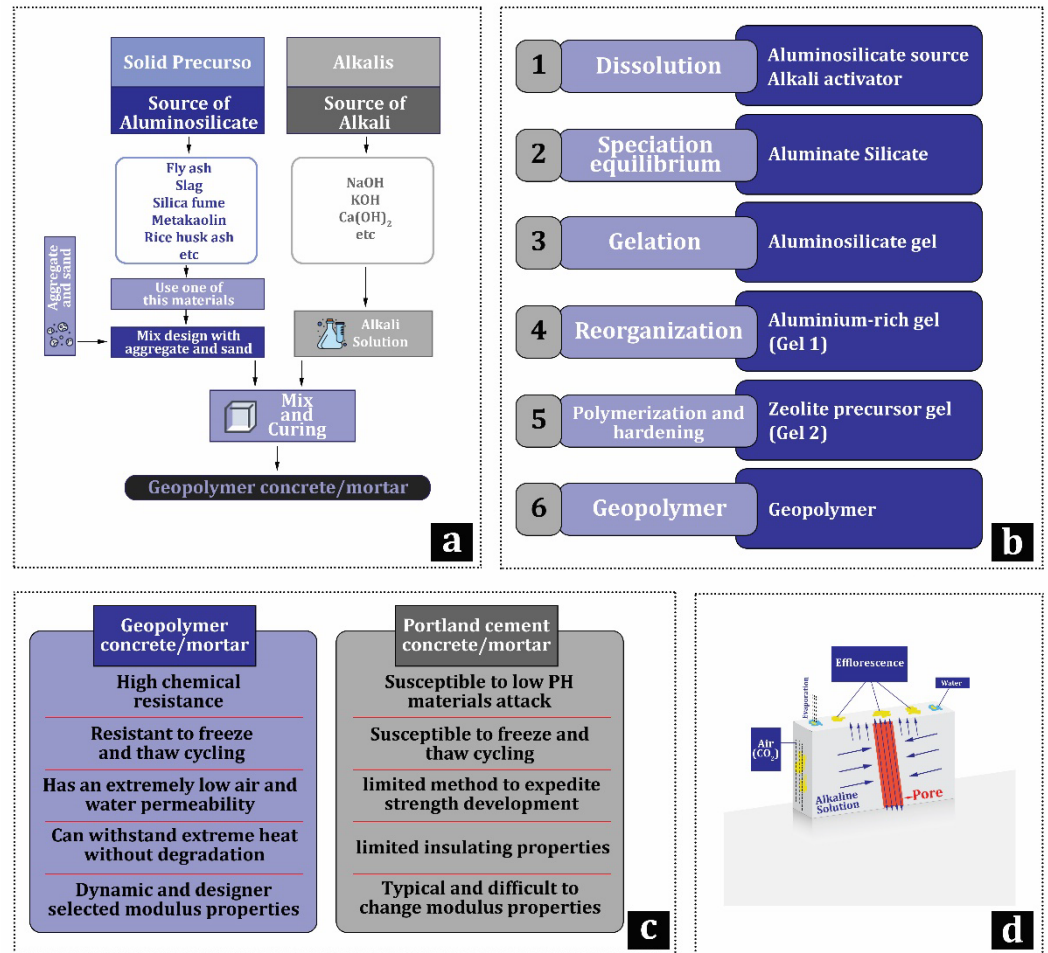 Solid Precurso
Source of
Aluminosilicate
Fly ash
Slag
Silica fume
Metakaolin
Rice husk ash
etc
Use one of
this materials
Aggregate
and sand
Mix design with
aggregate and sand
Alkalis
Source of
Alkali
NaOH
KOH
Ca(OH)₂
etc
Alkali
Solution
Mix
and
Curing
Geopolymer concrete/mortar
a
1
Dissolution
Aluminosilicate source
Alkali activator
2
Speciation
equilibrium
Aluminate Silicate
3
Gelation
Aluminosilicate gel
4
Reorganization
Aluminium-rich gel
(Gel 1)
5
Polymerization and
hardening
Zeolite precursor gel
(Gel 2)
6
Geopolymer
Geopolymer
b
Geopolymer
concrete/mortar
High chemical
resistance
Resistant to freeze
and thaw cycling
Has an extremely low air and
water permeability
Can withstand extreme heat
without degradation
Dynamic and designer
selected modulus properties
Portland cement
concrete/mortar
Susceptible to low PH
materials attack
Susceptible to freeze and
thaw cycling
limited method to expedite
strength development
limited insulating properties
Typical and difficult to
change modulus properties
c
Efflorescence
Water
Evaporation
Air
(CO₂)
Alkaline
Solution
Pore
d